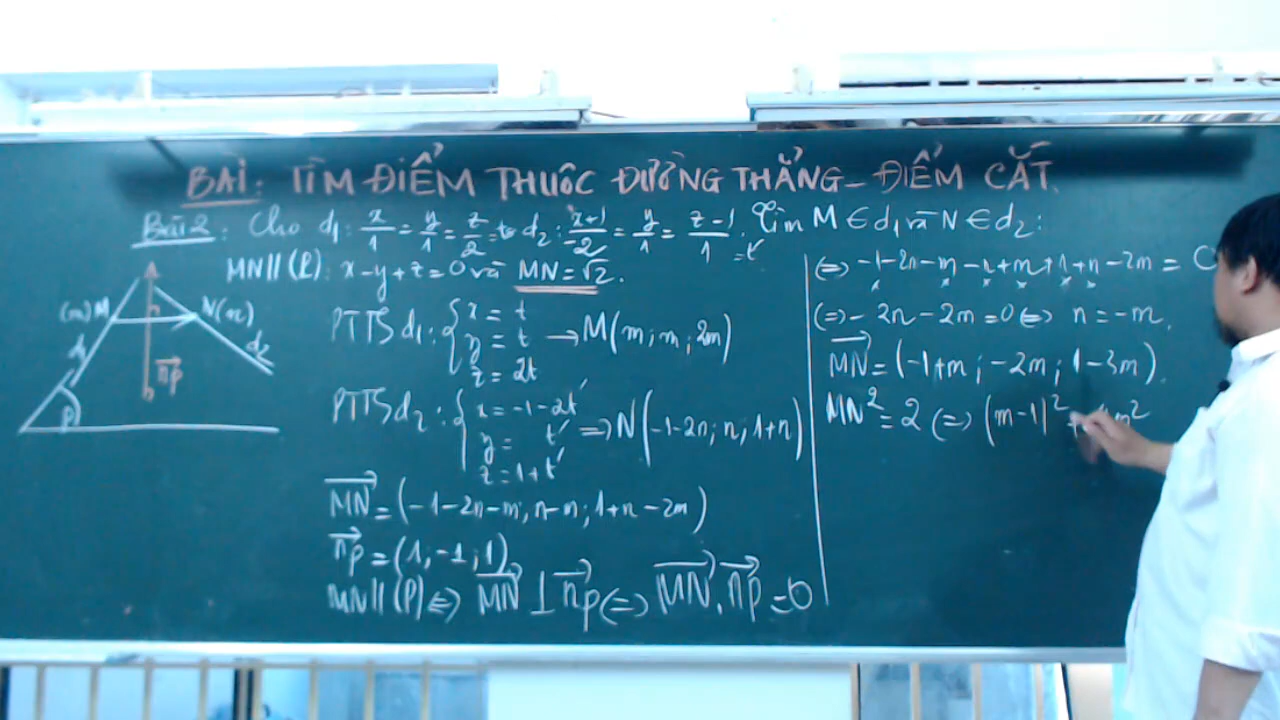 BÀI: TÌM ĐIỂM THUỘC ĐƯỜNG THẲNG - ĐIỂM CẮT.
Bài 2: Cho d1: x/1 = y/1 = z/2 = t d2: x+1/-2 = y/1 = z-1/1 = t'. Tìm M ∈ d1 và N ∈ d2:
MN // (P): x-y+z=0 và MN=√2.
(m) M N(n)
d1 d2
n⃗p
P
PTTS d1: { x = t
y = t → M(m; m; 2m)
z = 2t
PTTS d2: { x = -1-2t'
y = t' => N(-1-2n; n; 1+n)
z = 1+t'
MN⃗ = (-1-2n-m; n-m; 1+n-2m)
n⃗p = (1; -1; 1)
MN // (P) <=> MN⃗ ⊥ n⃗p <=> MN⃗ . n⃗p = 0
<=> -1-2n-m-n+m+1+n-2m = 0
<=> -2n-2m=0 <=> n=-m.
MN⃗ = (-1+m; -2m; 1-3m).
MN² = 2 <=> (m-1)² + 4m²